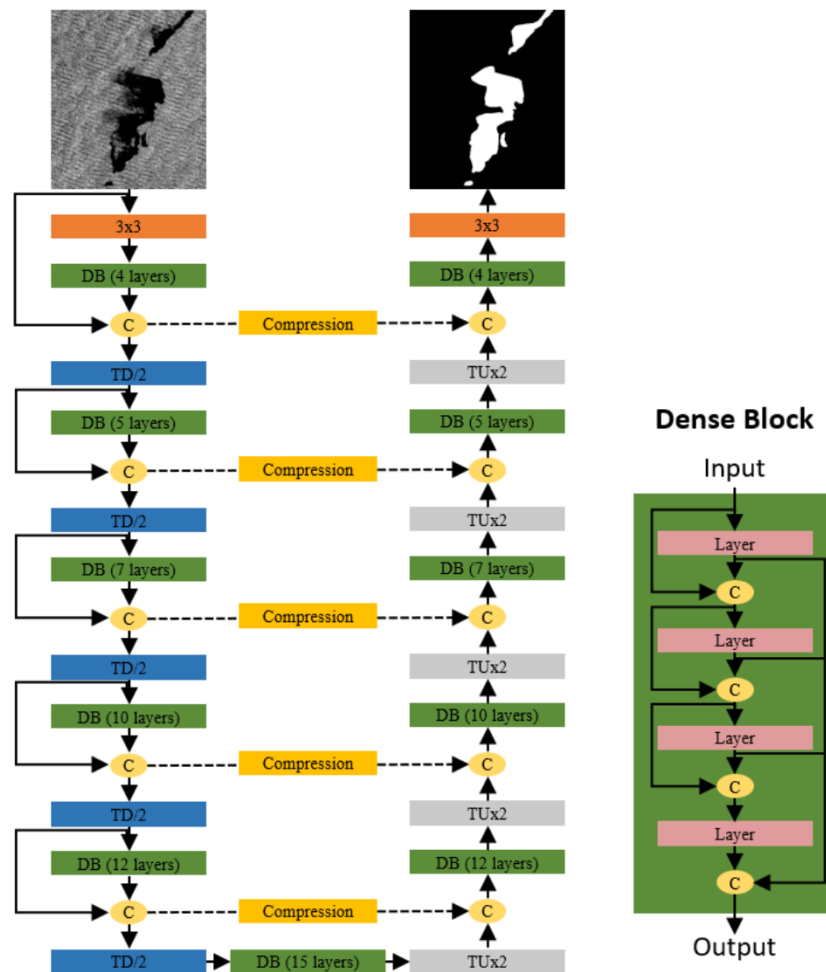 3x3
DB (4 layers)
C
TD/2
DB (5 layers)
C
TD/2
DB (7 layers)
C
TD/2
DB (10 layers)
C
TD/2
DB (12 layers)
C
TD/2
DB (15 layers)
Compression
Compression
Compression
Compression
Compression
3x3
DB (4 layers)
C
TUx2
DB (5 layers)
C
TUx2
DB (7 layers)
C
TUx2
DB (10 layers)
C
TUx2
DB (12 layers)
C
TUx2
Dense Block
Input
Layer
C
Layer
C
Layer
C
Layer
C
Output